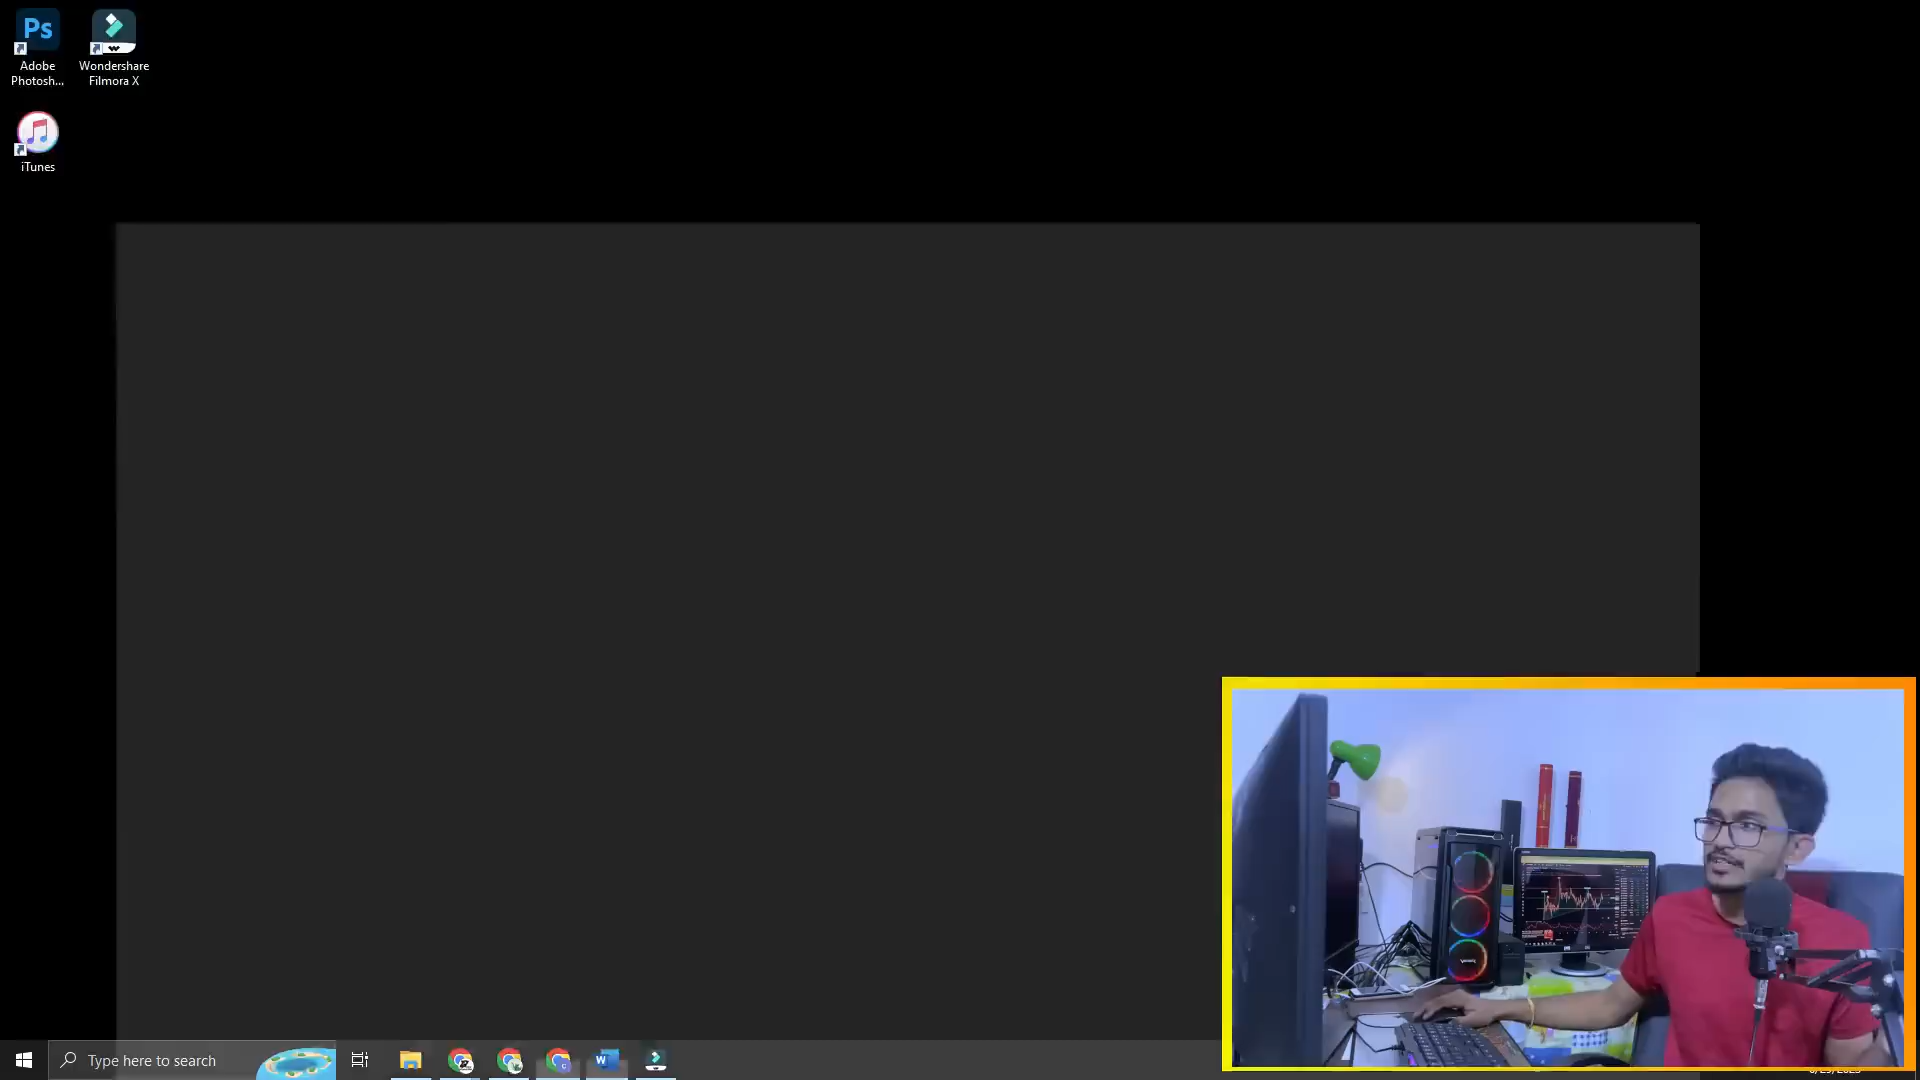 Ps
Adobe
Photosh...
Wondershare
Filmora X
iTunes
Type here to search
W